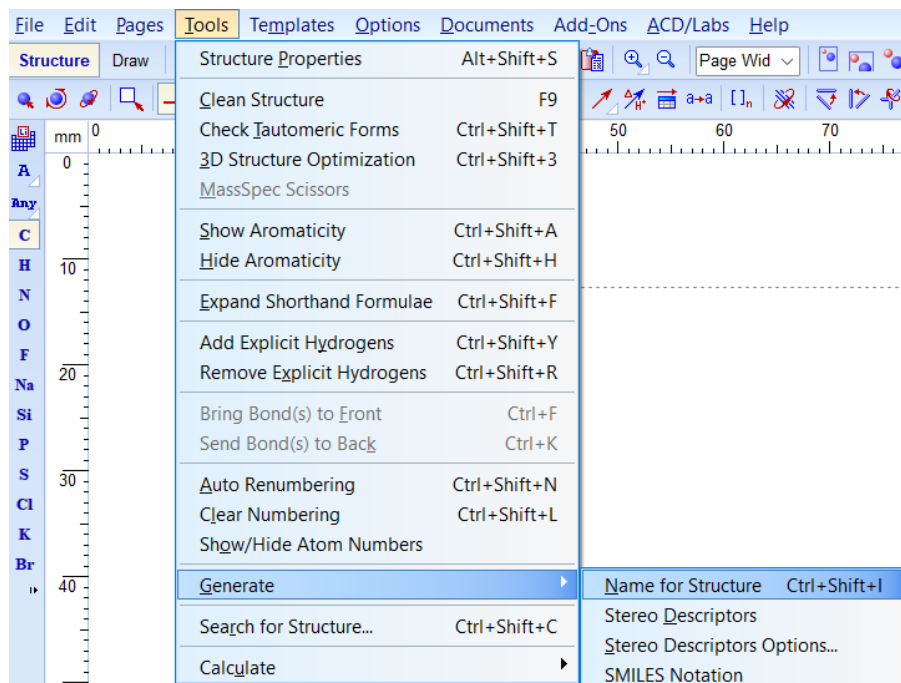 File Edit Pages Tools Templates Options Documents Add-Ons ACD/Labs Help
Structure Draw Page Wid
a→a []n
mm 0 50 60 70
Structure Properties Alt+Shift+S
Clean Structure F9
Check Tautomeric Forms Ctrl+Shift+T
3D Structure Optimization Ctrl+Shift+3
MassSpec Scissors
Show Aromaticity Ctrl+Shift+A
Hide Aromaticity Ctrl+Shift+H
Expand Shorthand Formulae Ctrl+Shift+F
Add Explicit Hydrogens Ctrl+Shift+Y
Remove Explicit Hydrogens Ctrl+Shift+R
Bring Bond(s) to Front Ctrl+F
Send Bond(s) to Back Ctrl+K
Auto Renumbering Ctrl+Shift+N
Clear Numbering Ctrl+Shift+L
Show/Hide Atom Numbers
Generate
Search for Structure... Ctrl+Shift+C
Calculate
Name for Structure Ctrl+Shift+I
Stereo Descriptors
Stereo Descriptors Options...
SMILES Notation
A
Any
C
H
N
O
F
Na
Si
P
S
Cl
K
Br
0
10
20
30
40